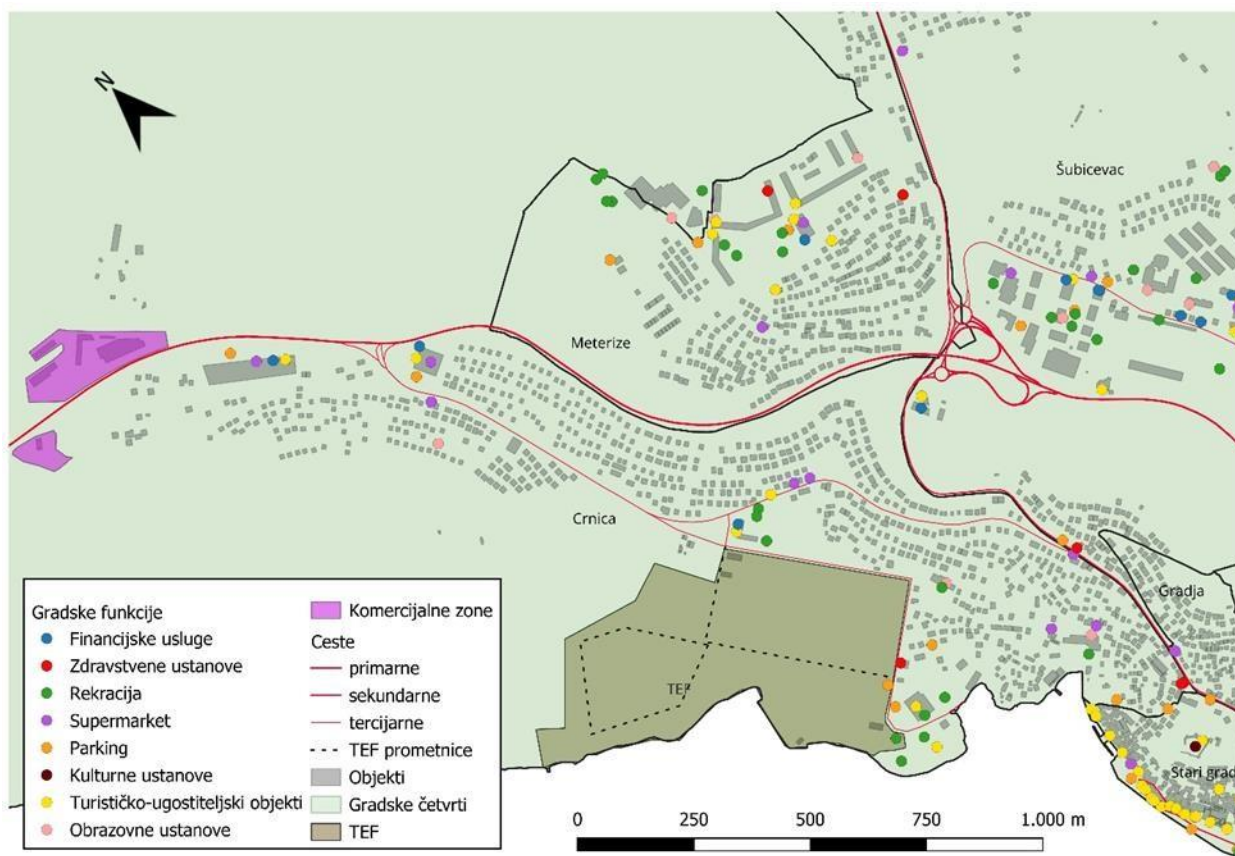 N
Šubicevac
Meterize
Crnica
Gradja
TEF
Stari grad
Gradske funkcije
Financijske usluge
Zdravstvene ustanove
Rekracija
Supermarket
Parking
Kulturne ustanove
Turističko-ugostiteljski objekti
Obrazovne ustanove
Komercijalne zone
Ceste
primarne
sekundarne
tercijarne
TEF prometnice
Objekti
Gradske četvrti
TEF
0 250 500 750 1.000 m